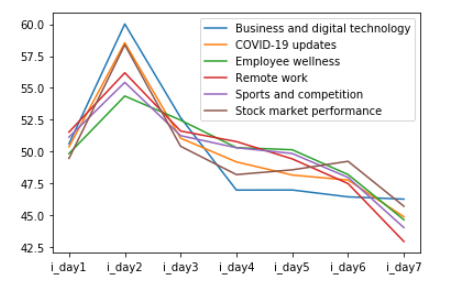 60.0
57.5
55.0
52.5
50.0
47.5
45.0
42.5
Business and digital technology
COVID-19 updates
Employee wellness
Remote work
Sports and competition
Stock market performance
i_day1 i_day2 i_day3 i_day4 i_day5 i_day6 i_day7